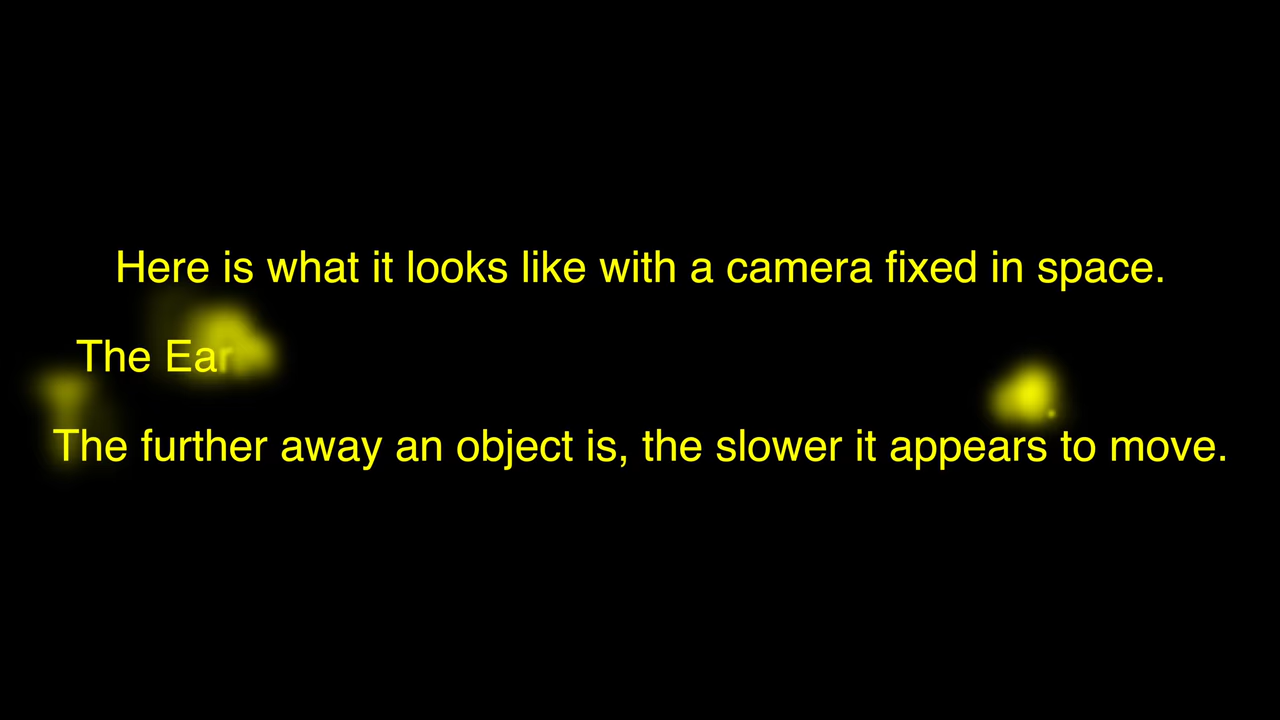 Here is what it looks like with a camera fixed in space.
The
The further away an object is, the slower it appears to move.